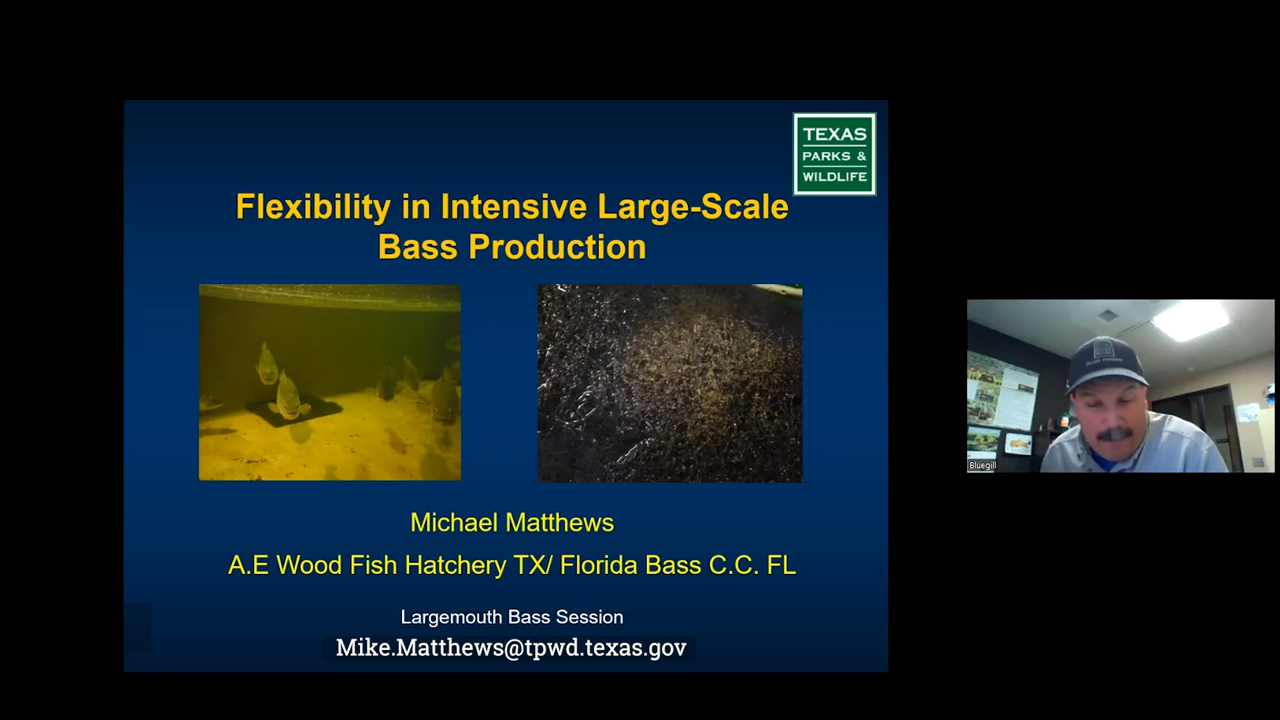 TEXAS
PARKS &
WILDLIFE
Flexibility in Intensive Large-Scale
Bass Production
Michael Matthews
A.E Wood Fish Hatchery TX/ Florida Bass C.C. FL
Largemouth Bass Session
Mike.Matthews@tpwd.texas.gov
Bluegill